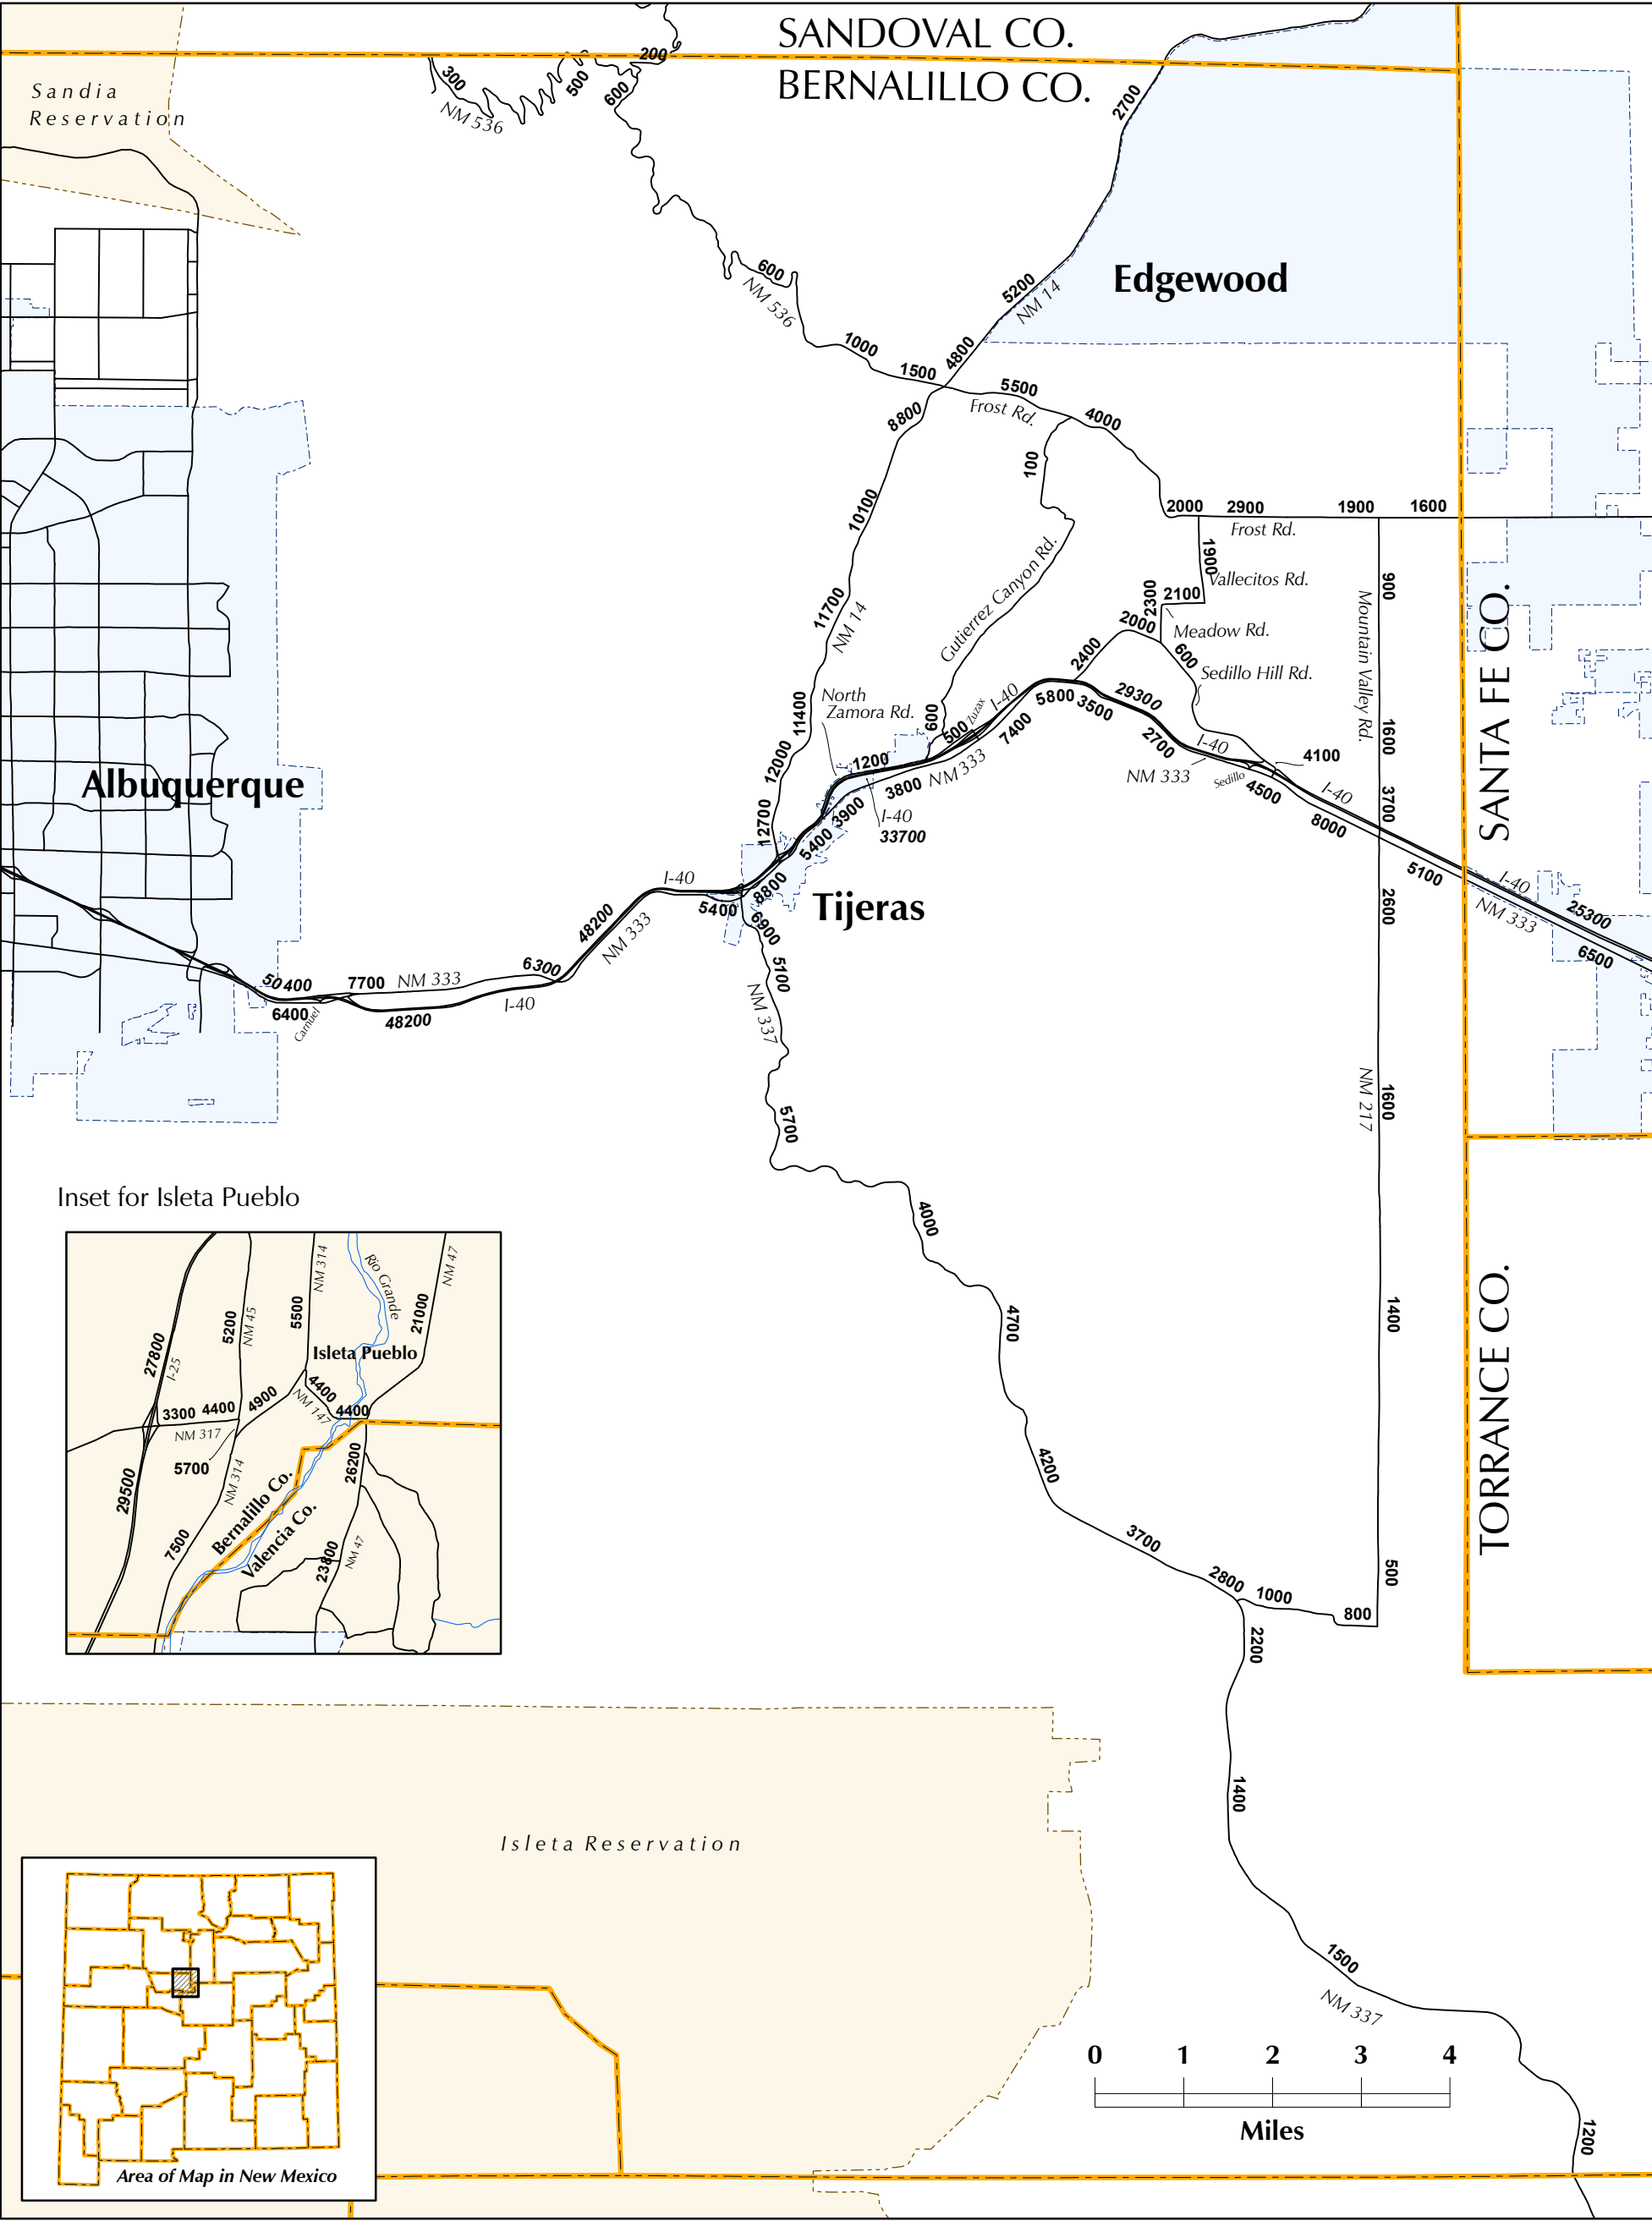 SANDOVAL CO.
BERNALILLO CO.
Sandia
Reservation
200
300
500
600
NM 536
2700
Edgewood
5200
NM 14
600
NM 536
1000
1500
4800
5500
Frost Rd.
4000
8800
100
10100
2000
2900
1900
1600
Frost Rd.
1900
Vallecitos Rd.
900
2300
2100
2000
Meadow Rd.
Gutierrez Canyon Rd.
11700
NM 14
2400
600
Sedillo Hill Rd.
Mountain Valley Rd.
SANTA FE CO.
North
Zamora Rd.
11400
600
500
Zuzax
I-40
7400
5800
3500
29300
2700
I-40
NM 333
Sedillo
4100
4500
I-40
1600
12000
1200
3800
NM 333
3900
I-40
33700
Albuquerque
12700
5400
3700
8000
5100
I-40
25300
NM 333
6500
I-40
8800
5400
Tijeras
6900
2600
48200
NM 333
6300
50400
7700
NM 333
6400
Carnuel
48200
I-40
5100
NM 337
5700
NM 217
1600
4000
4700
1400
TORRANCE CO.
4200
3700
2800
1000
800
500
2200
1400
1500
NM 337
1200
Inset for Isleta Pueblo
NM 314
Rio Grande
NM 47
27800
I-25
5200
NM 45
5500
21000
Isleta Pueblo
3300
4400
4900
4400
NM 147
4400
NM 317
5700
29500
NM 314
26200
7500
Bernalillo Co.
Valencia Co.
23800
NM 47
Isleta Reservation
0 1 2 3 4
Miles
Area of Map in New Mexico